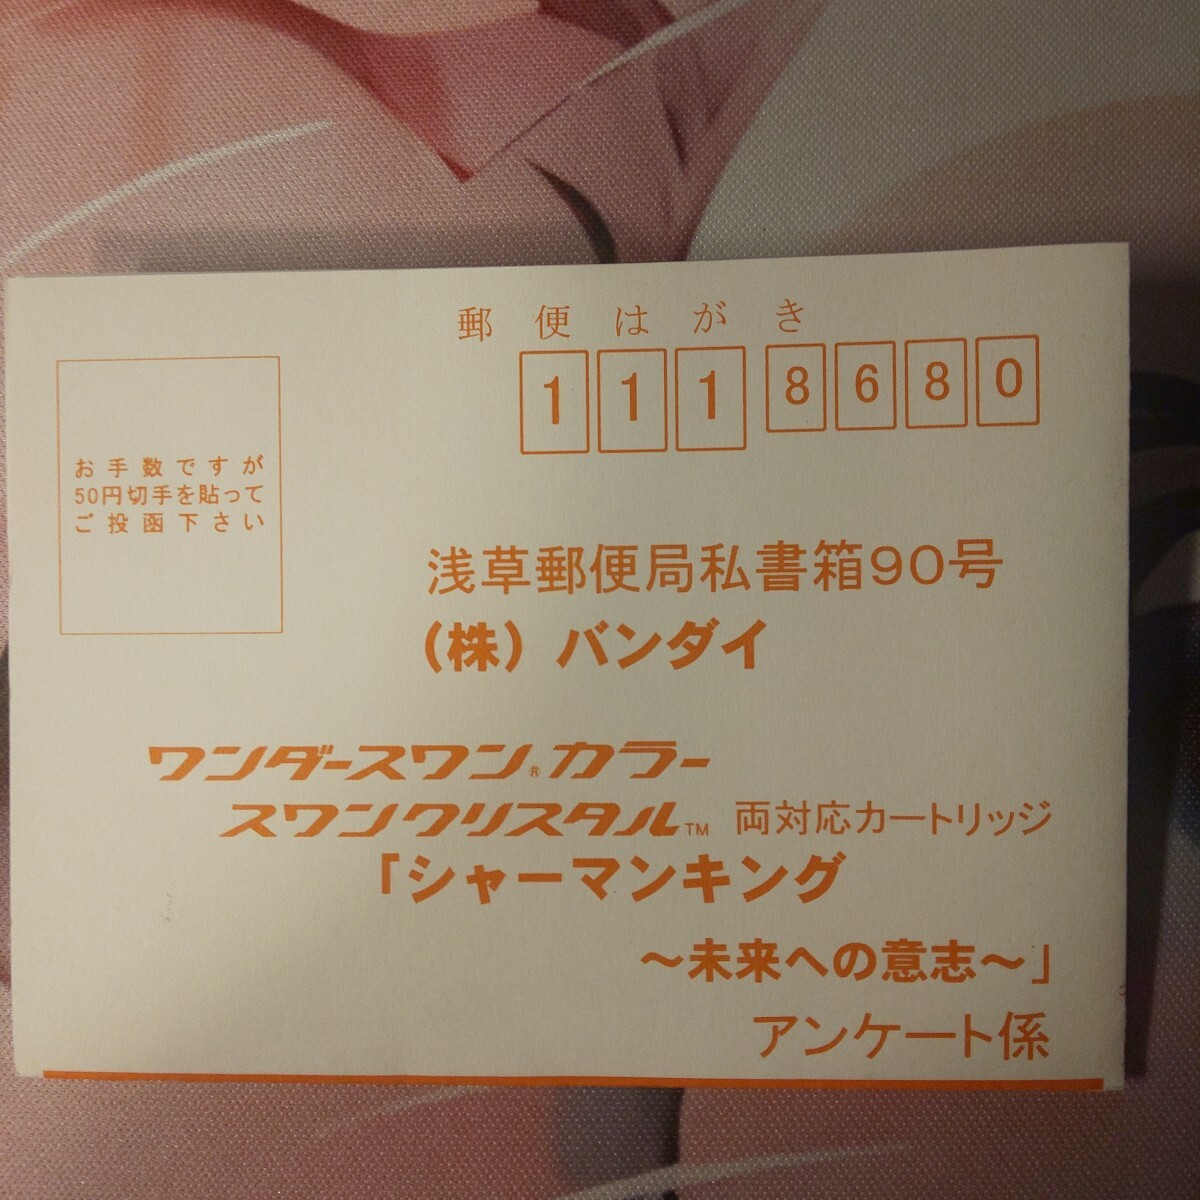 郵便はがき
111 8680
お手数ですが
50円切手を貼って
ご投函下さい
浅草郵便局私書箱90号
(株)バンダイ
ワンダースワン®カラー
スワンクリスタル™ 両対応カートリッジ
「シャーマンキング
～未来への意志～」
アンケート係